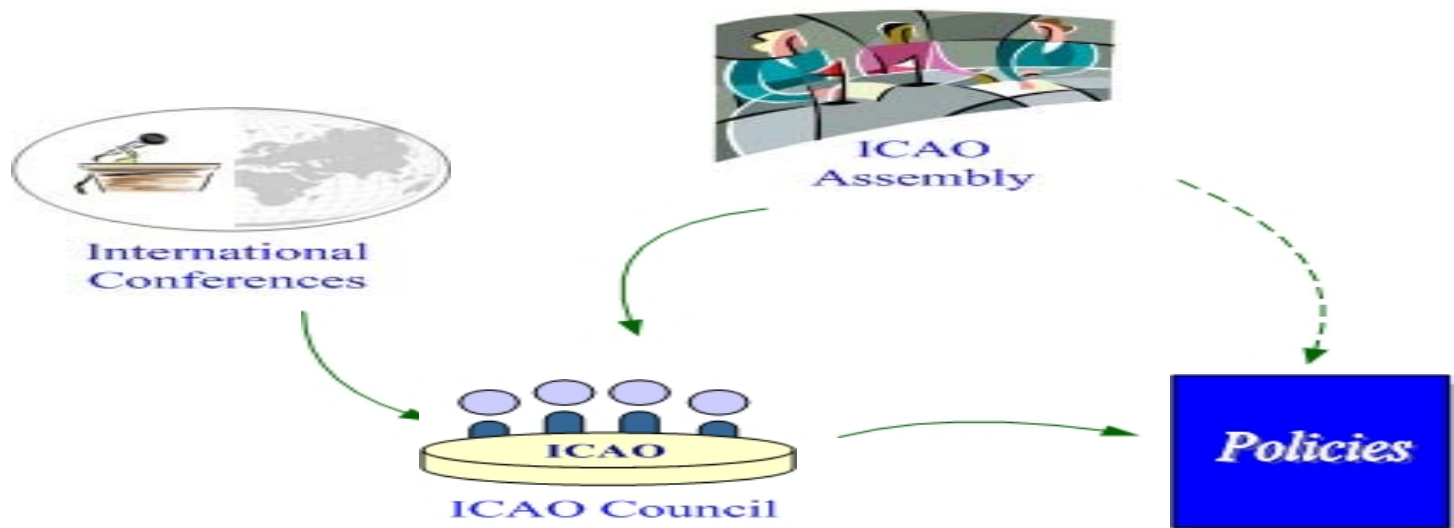 ICAO
Assembly
International
Conferences
ICAO
ICAO Council
Policies